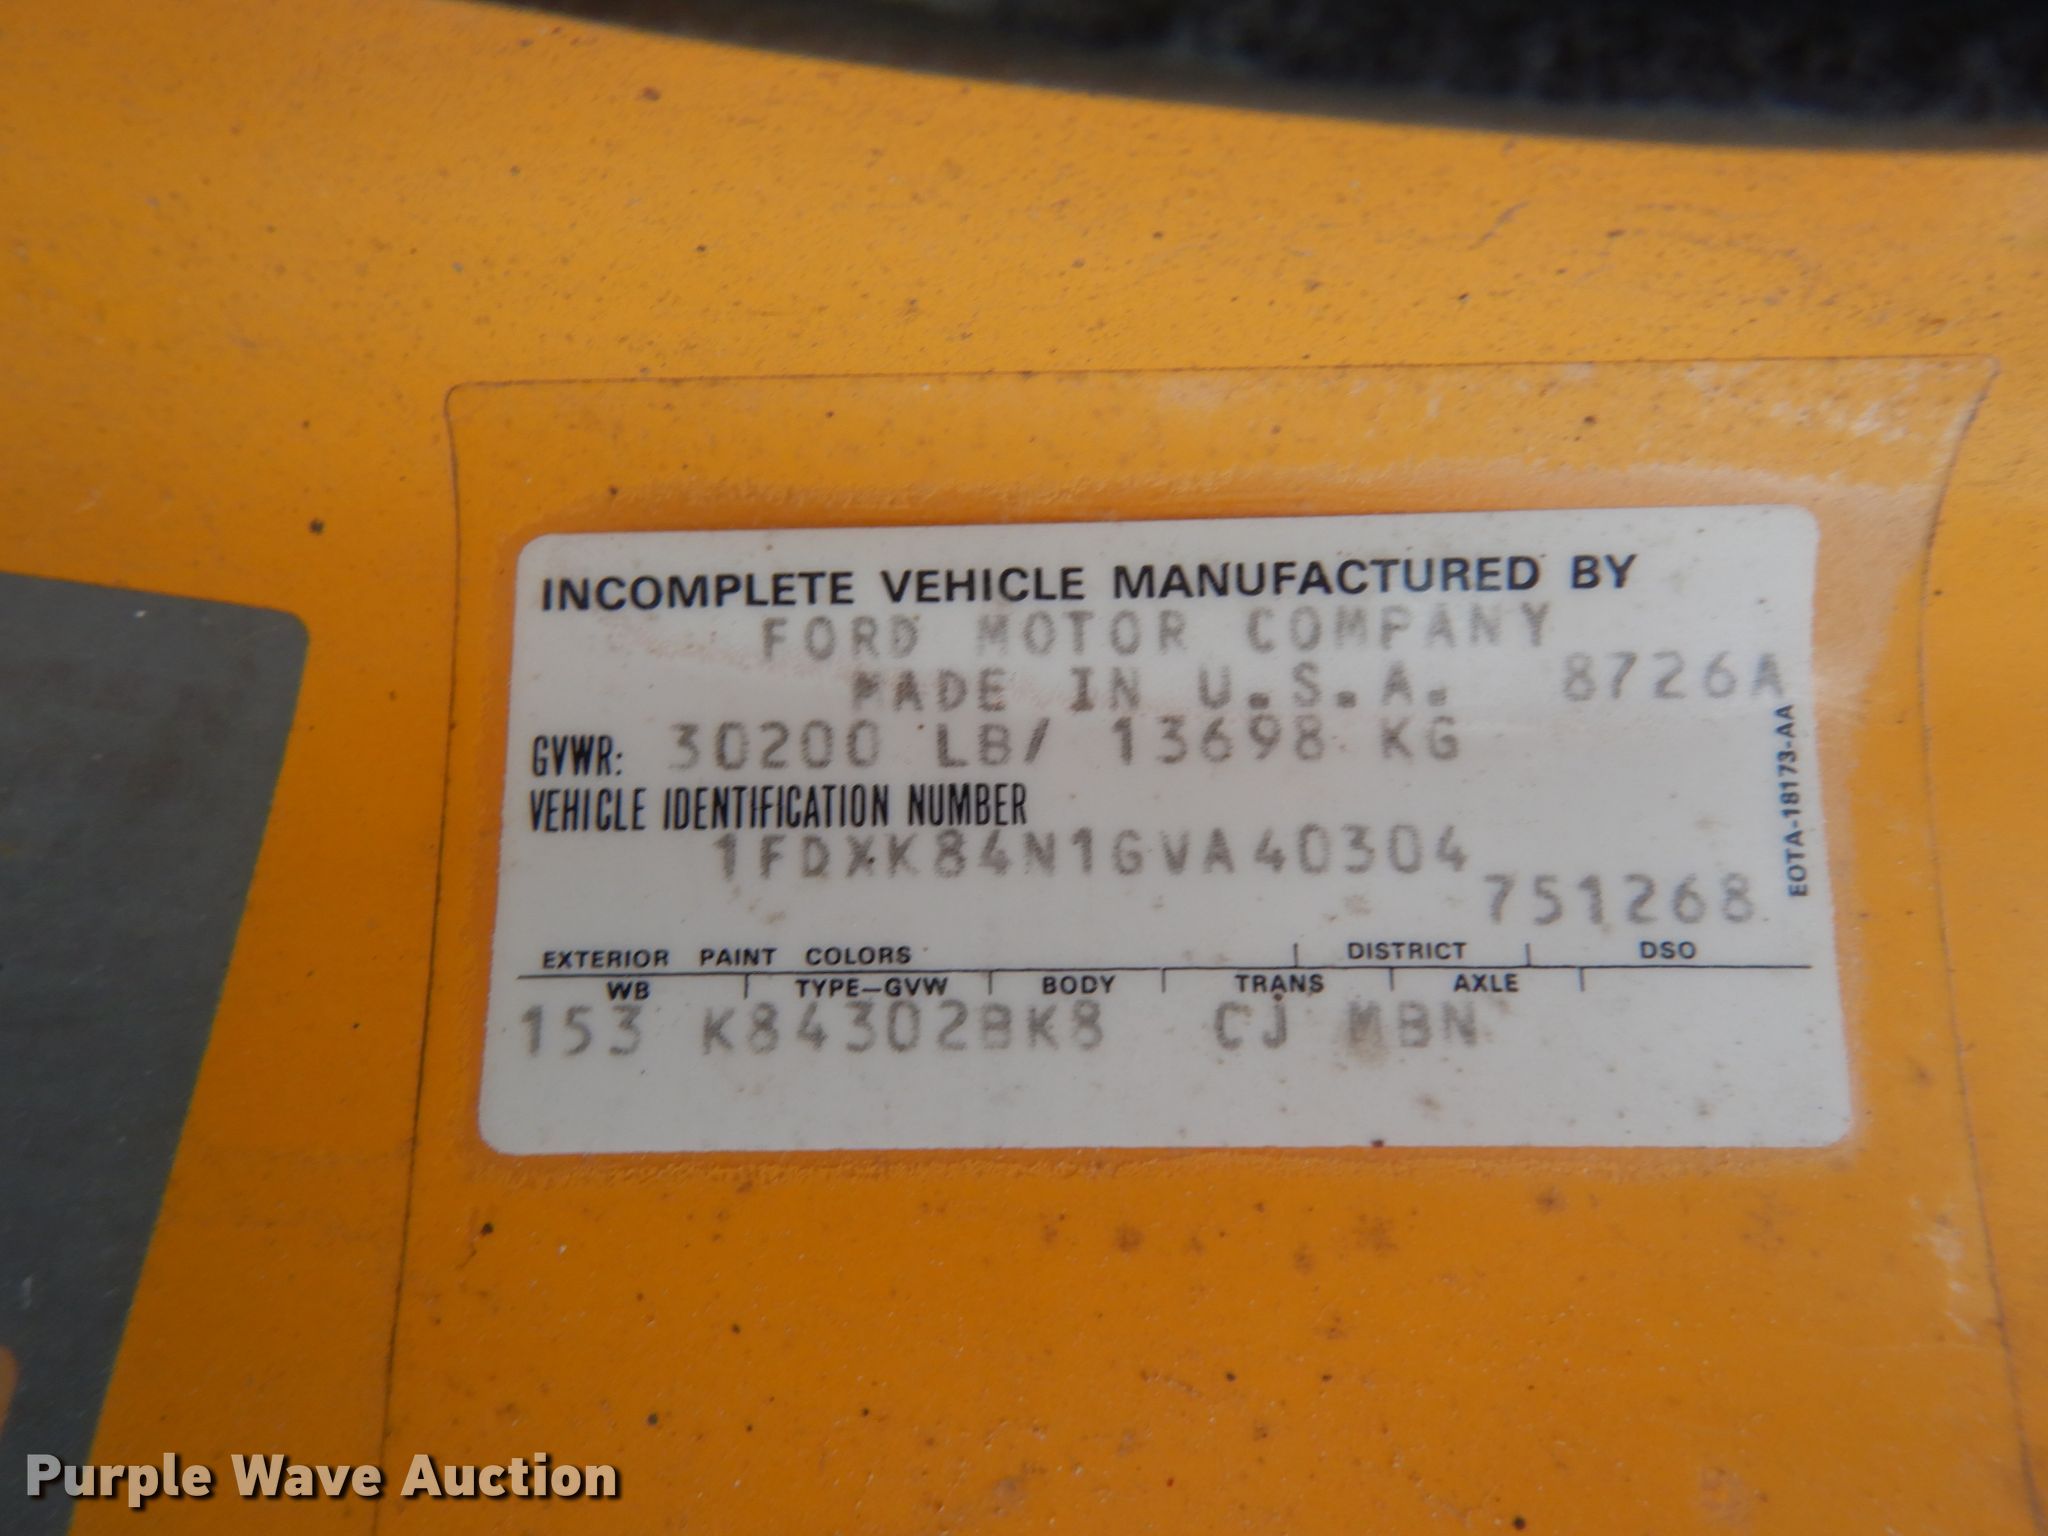 INCOMPLETE VEHICLE MANUFACTURED BY
FORD MOTOR COMPANY
MADE IN U.S.A. 8726A
GVWR: 30200 LB/ 13698 KG
VEHICLE IDENTIFICATION NUMBER
1FDXK84N1GVA40304
751268
EOTA-18173-AA
EXTERIOR PAINT COLORS DISTRICT DSO
WB TYPE-GVW BODY TRANS AXLE
153 K84302BK8 CJ MBN
Purple Wave Auction